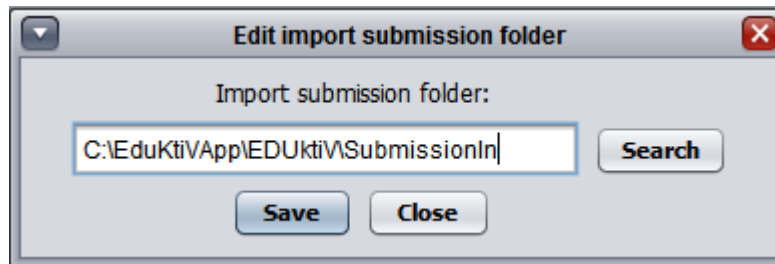 Edit import submission folder
Import submission folder:
C:\EduKtiVApp\EDUktiV\SubmissionIn
Search
Save
Close